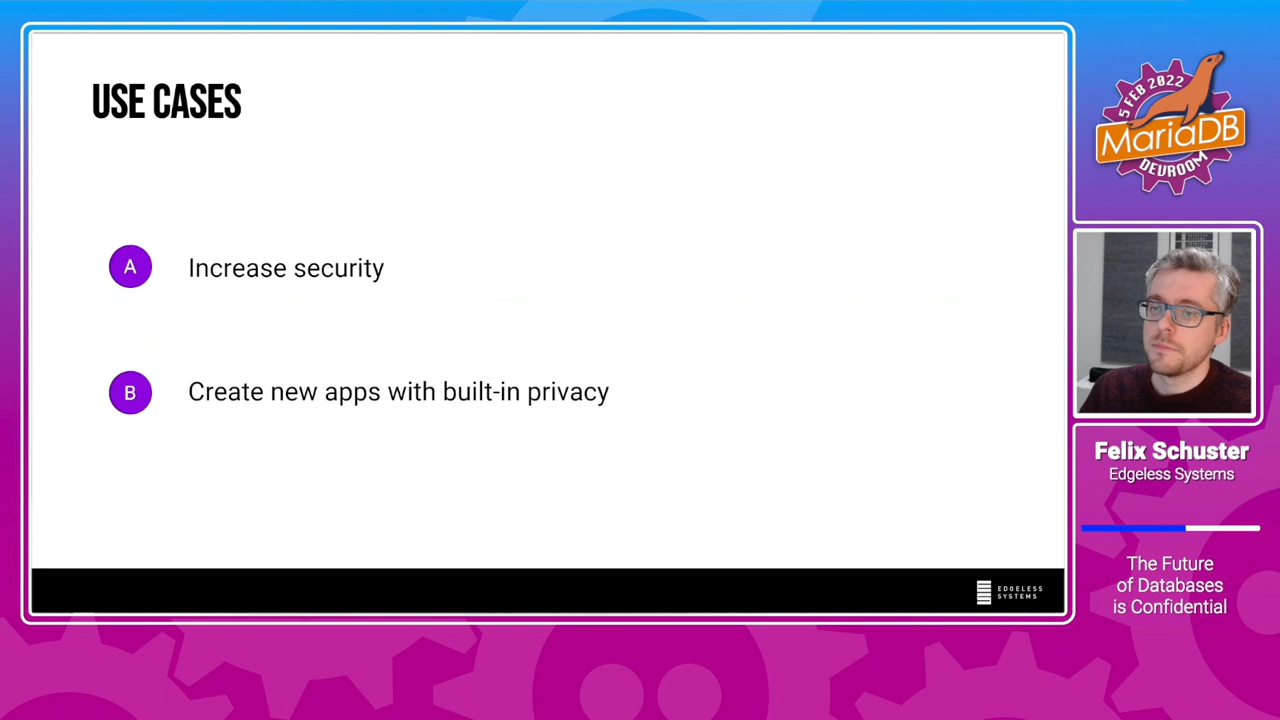 USE CASES
A
Increase security
B
Create new apps with built-in privacy
EDGELESS
SYSTEMS
5 FEB 2022
MariaDB
DEVROOM
Felix Schuster
Edgeless Systems
The Future
of Databases
is Confidential